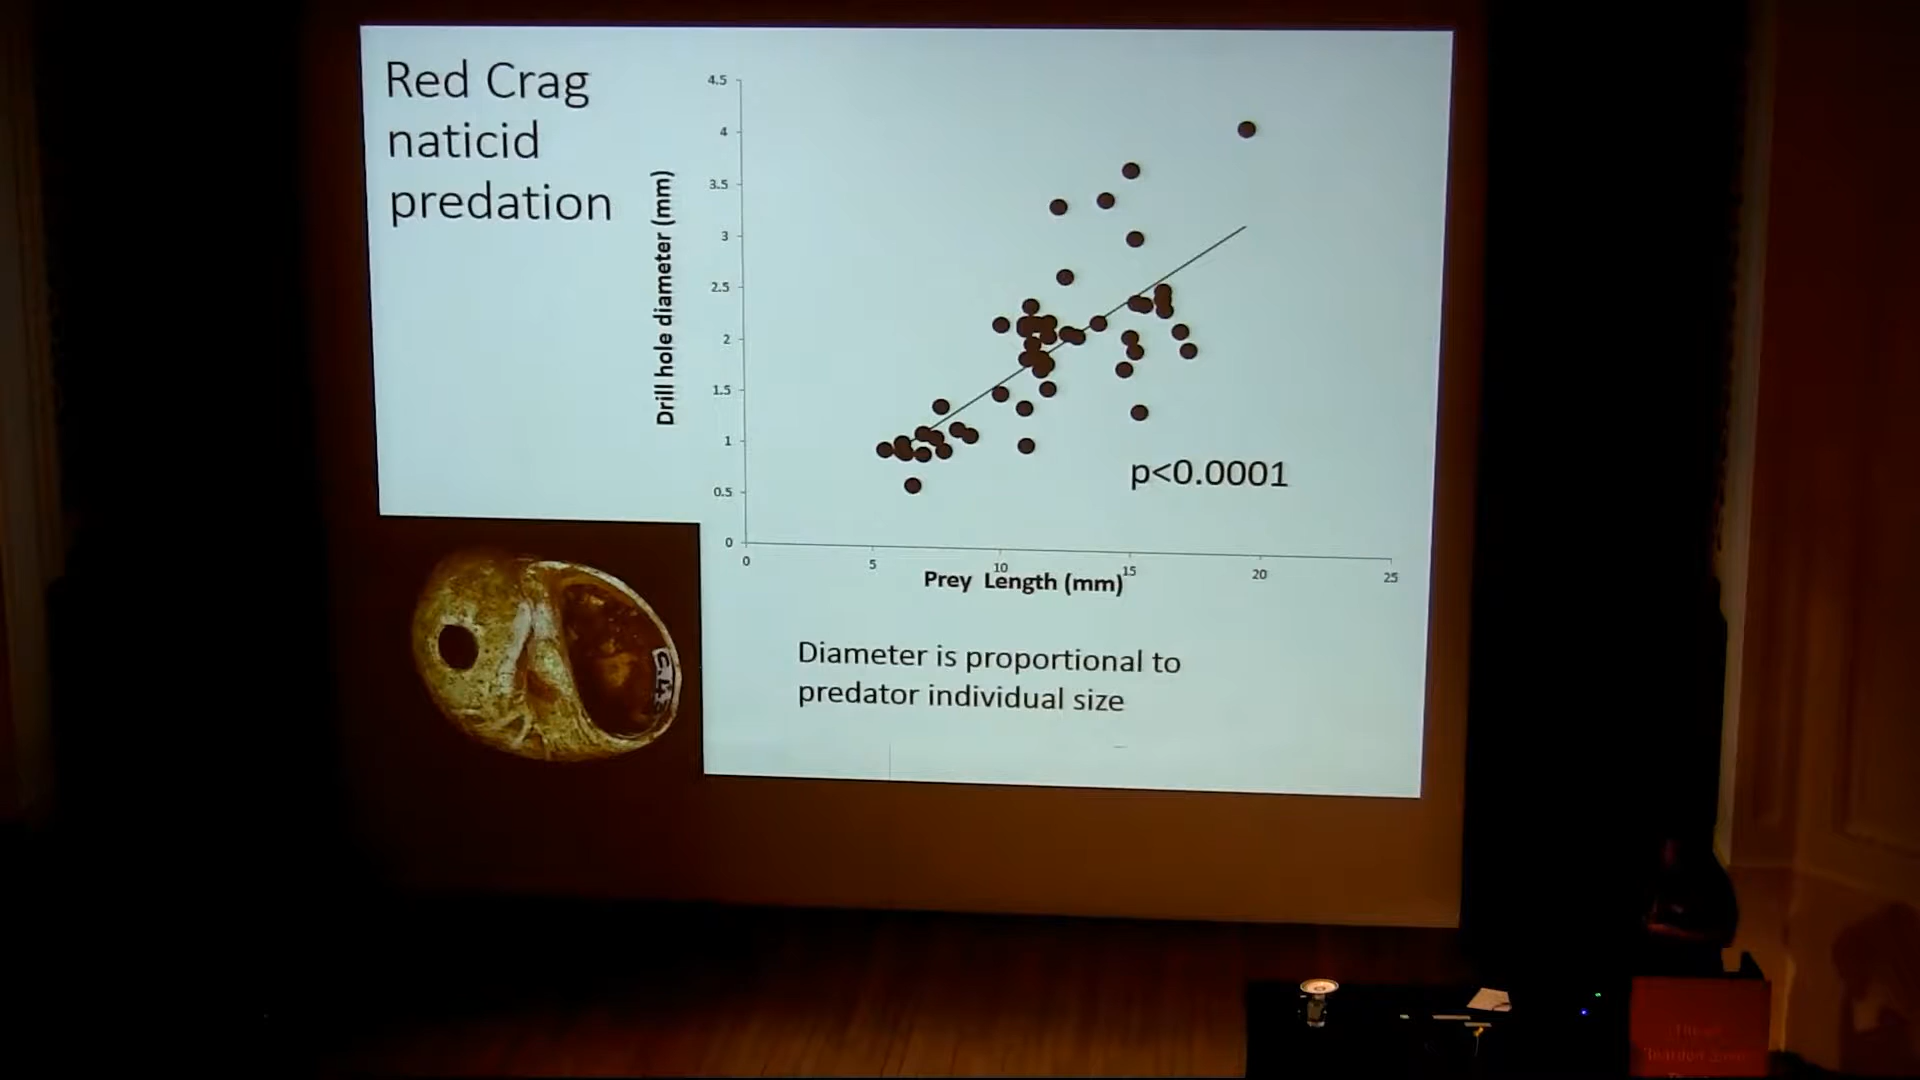 Red Crag
naticid
predation
Drill hole diameter (mm)
4.5
4
3.5
3
2.5
2
1.5
1
0.5
0
0
5
10
15
20
25
Prey Length (mm)
p<0.0001
Diameter is proportional to
predator individual size